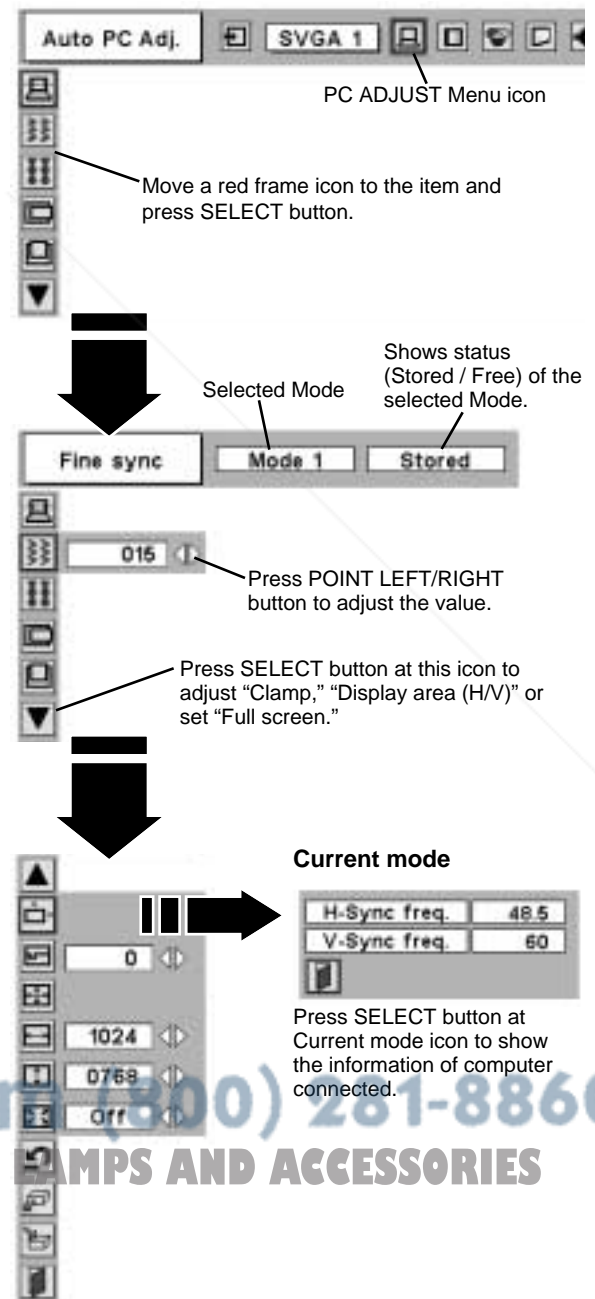 Auto PC Adj.
SVGA 1
PC ADJUST Menu icon
Move a red frame icon to the item and
press SELECT button.
Shows status
(Stored / Free) of the
selected Mode.
Selected Mode
Fine sync
Mode 1
Stored
015
Press POINT LEFT/RIGHT
button to adjust the value.
Press SELECT button at this icon to
adjust “Clamp,” “Display area (H/V)” or
set “Full screen.”
Current mode
H-Sync freq. 48.5
V-Sync freq. 60
0
Press SELECT button at
Current mode icon to show
the information of computer
connected.
1024
0768
Off
(800) 281-8860
LAMPS AND ACCESSORIES